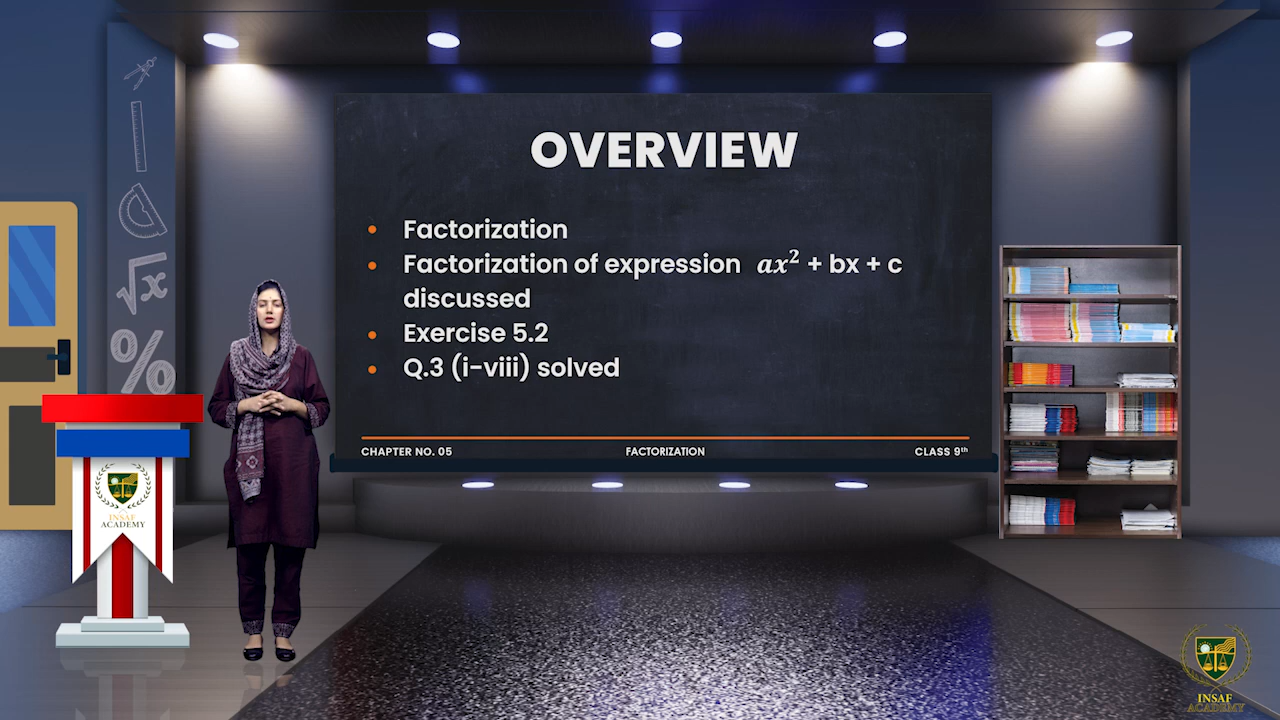 OVERVIEW
• Factorization
• Factorization of expression ax² + bx + c
discussed
• Exercise 5.2
• Q.3 (i–viii) solved
CHAPTER NO. 05 FACTORIZATION CLASS 9th
√x
%
INSAF
ACADEMY
INSAF
ACADEMY